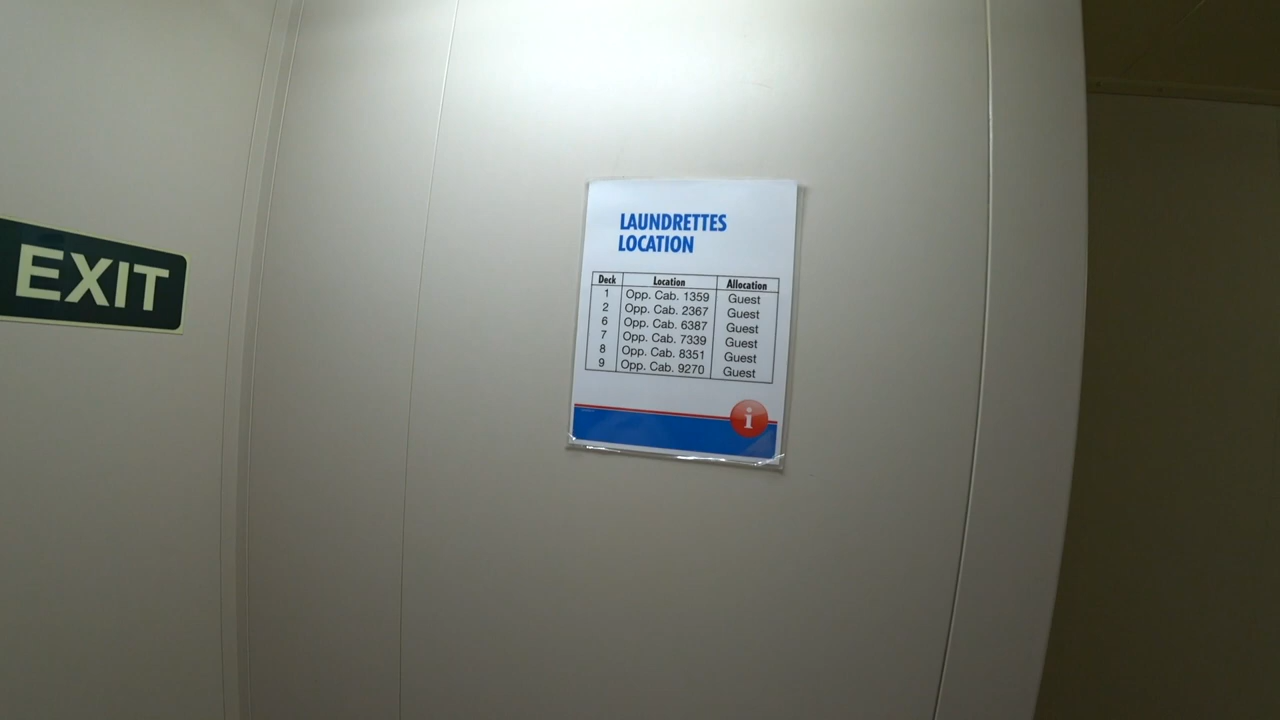 EXIT
LAUNDRETTES
LOCATION
Deck Location Allocation
1 Opp. Cab. 1359 Guest
2 Opp. Cab. 2367 Guest
6 Opp. Cab. 6387 Guest
7 Opp. Cab. 7339 Guest
8 Opp. Cab. 8351 Guest
9 Opp. Cab. 9270 Guest
i